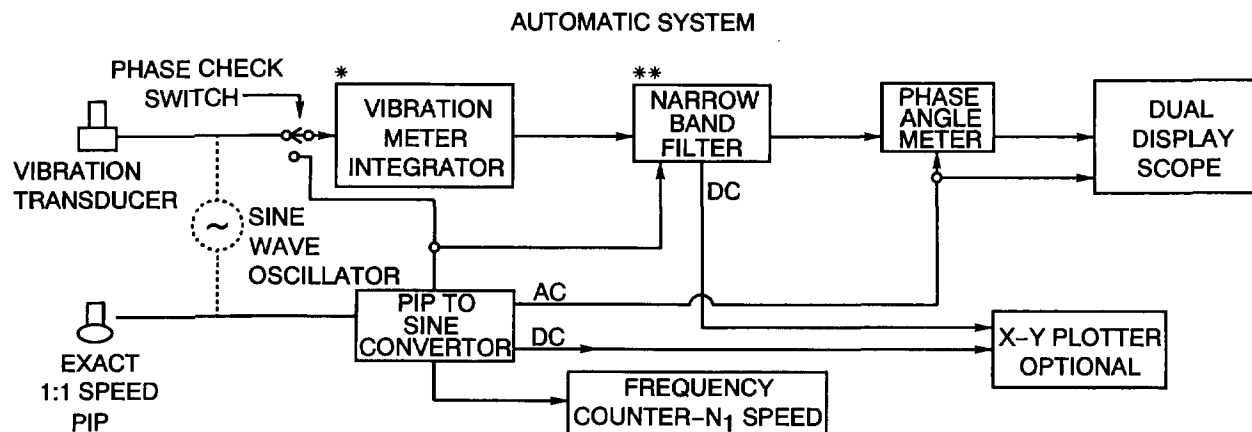 AUTOMATIC SYSTEM
PHASE CHECK
SWITCH
*
VIBRATION
METER
INTEGRATOR
**
NARROW
BAND
FILTER
PHASE
ANGLE
METER
DUAL
DISPLAY
SCOPE
VIBRATION
TRANSDUCER
DC
~
SINE
WAVE
OSCILLATOR
PIP TO
SINE
CONVERTOR
AC
DC
X-Y PLOTTER
OPTIONAL
EXACT
1:1 SPEED
PIP
FREQUENCY
COUNTER-N1 SPEED